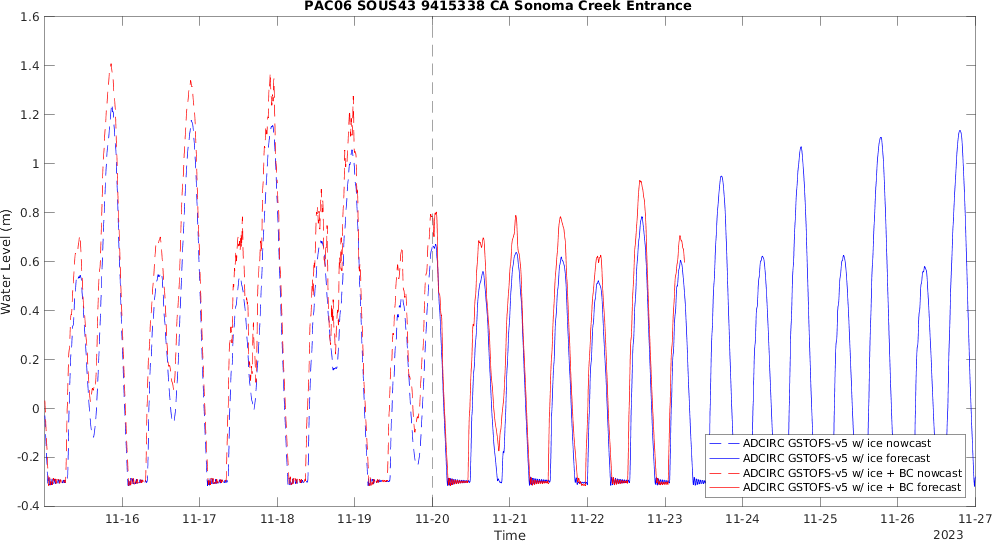 PAC06 SOUS43 9415338 CA Sonoma Creek Entrance
1.6
1.4
1.2
1
0.8
0.6
0.4
0.2
0
-0.2
-0.4
Water Level (m)
ADCIRC GSTOFS-v5 w/ ice nowcast
ADCIRC GSTOFS-v5 w/ ice forecast
ADCIRC GSTOFS-v5 w/ ice + BC nowcast
ADCIRC GSTOFS-v5 w/ ice + BC forecast
11-16 11-17 11-18 11-19 11-20 11-21 11-22 11-23 11-24 11-25 11-26 11-27
Time
2023